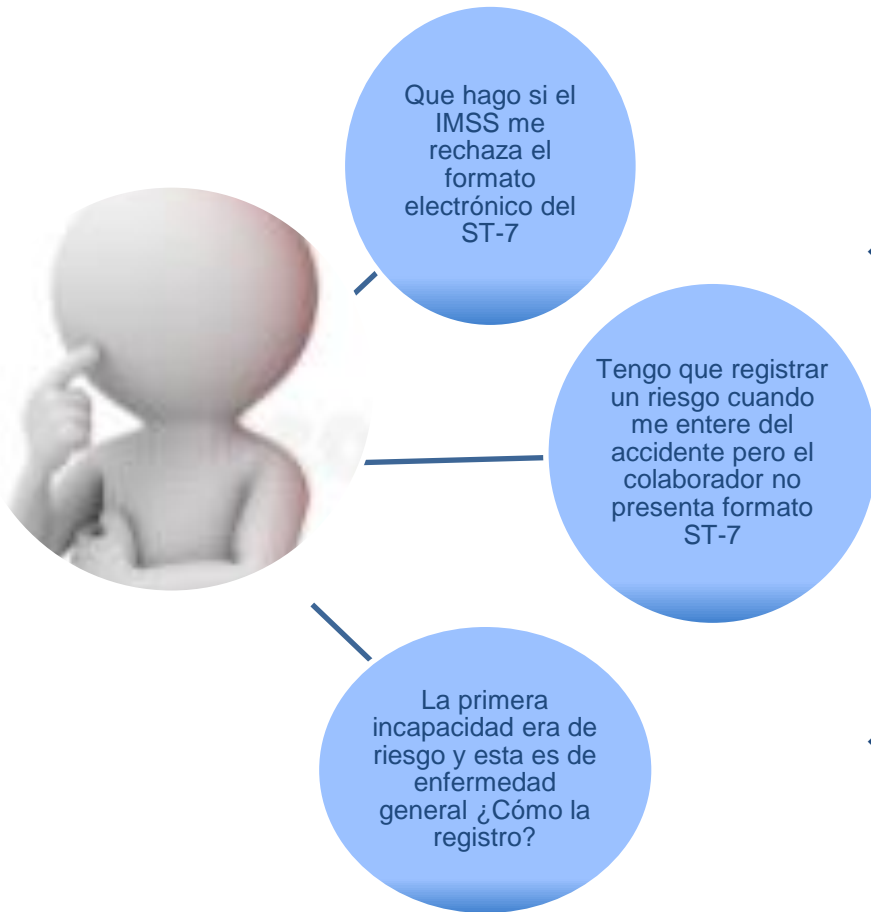 Que hago si el
IMSS me
rechaza el
formato
electrónico del
ST-7
Tengo que registrar
un riesgo cuando
me entere del
accidente pero el
colaborador no
presenta formato
ST-7
La primera
incapacidad era de
riesgo y esta es de
enfermedad
general ¿Cómo la
registro?